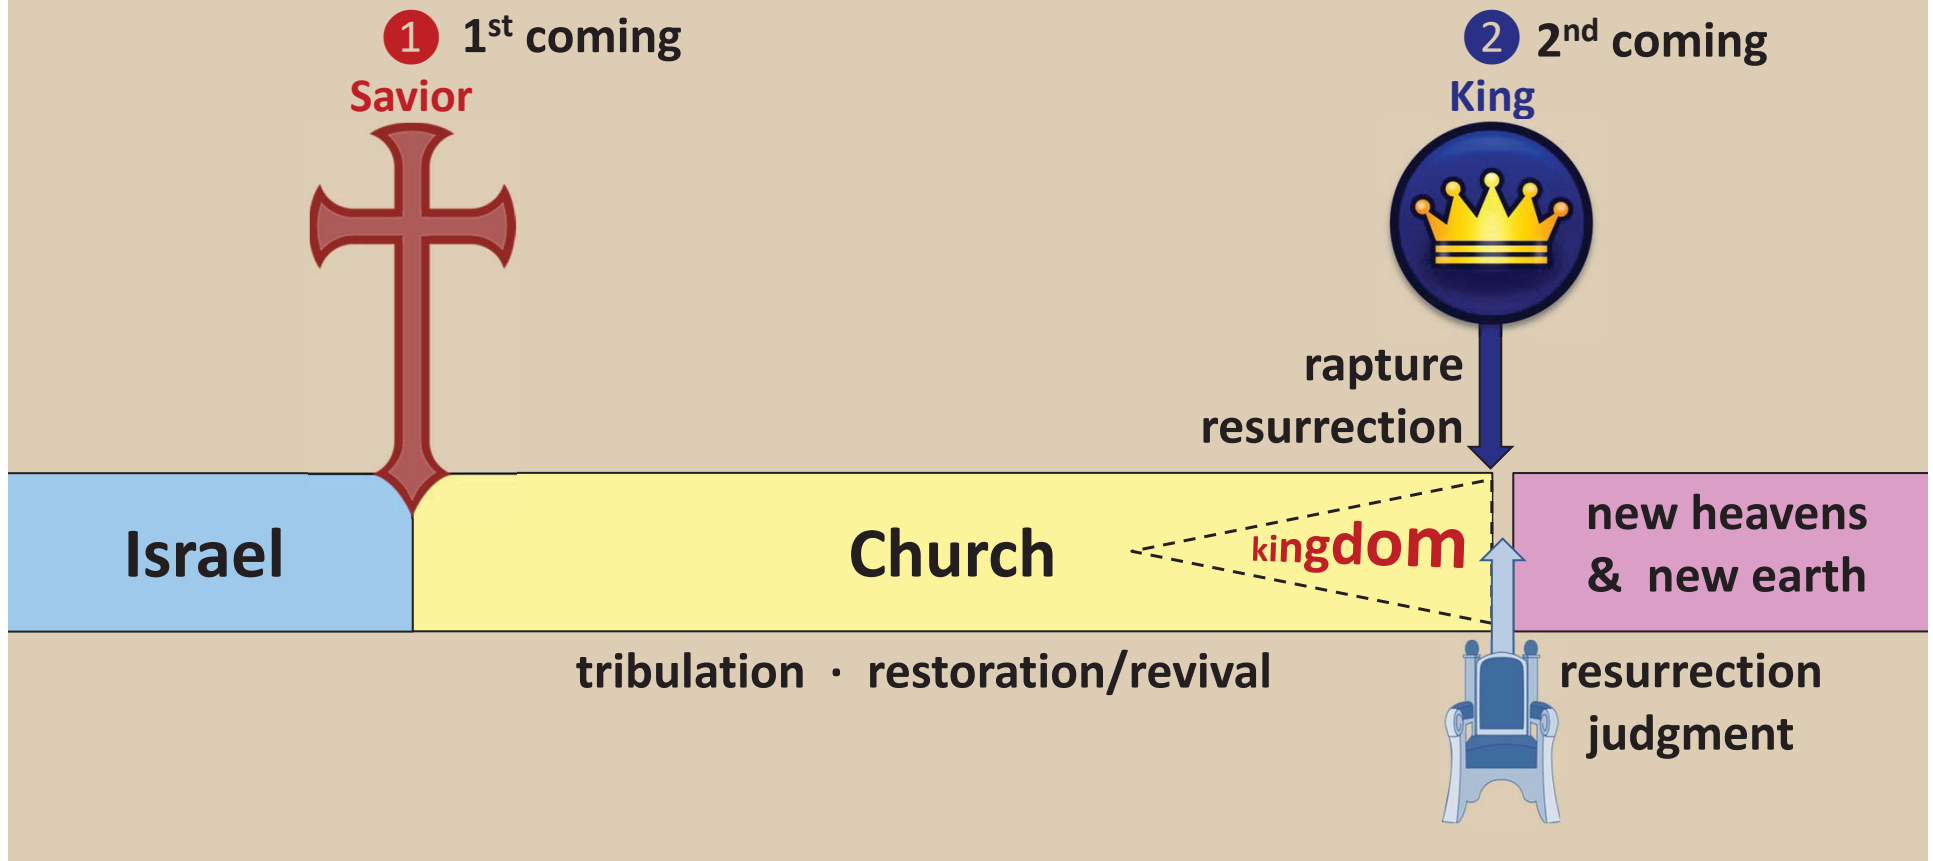 1 1st coming
Savior
2 2nd coming
King
rapture
resurrection
Israel
Church
kingdom
new heavens
& new earth
tribulation · restoration/revival
resurrection
judgment